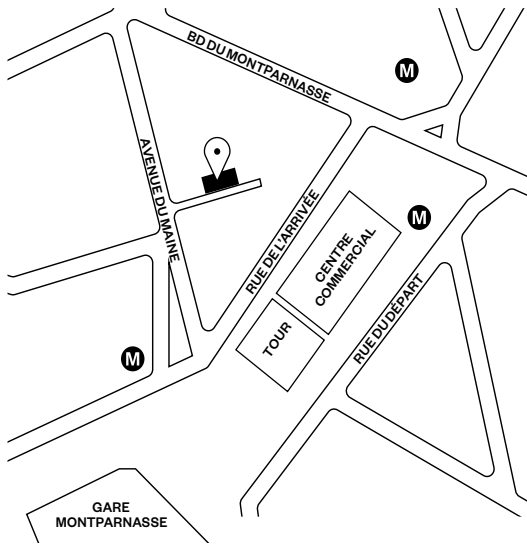 BD DU MONTPARNASSE
M
AVENUE DU MAINE
RUE DE L'ARRIVÉE
M
CENTRE
COMMERCIAL
RUE DU DÉPART
TOUR
M
GARE
MONTPARNASSE